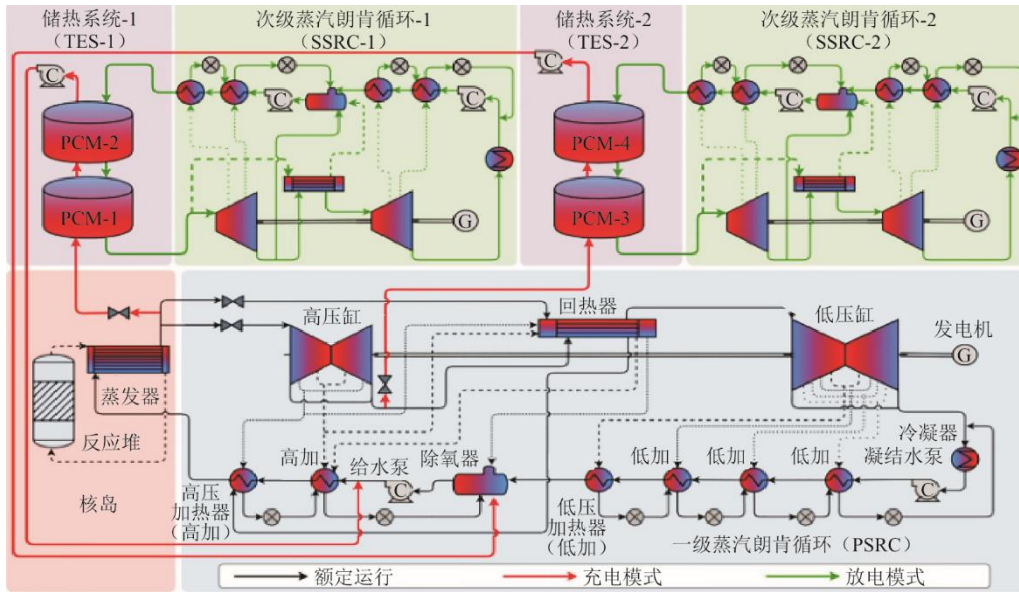 储热系统-1
(TES-1)
次级蒸汽朗肯循环-1
(SSRC-1)
储热系统-2
(TES-2)
次级蒸汽朗肯循环-2
(SSRC-2)
C
PCM-2
PCM-1
C
C
G
C
PCM-4
PCM-3
C
C
G
蒸发器
反应堆
核岛
高压缸
回热器
低压缸
发电机
G
高压
加热器
(高加)
高加
给水泵
C
除氧器
低压
加热器
(低加)
低加
低加
低加
冷凝器
凝结水泵
C
一级蒸汽朗肯循环(PSRC)
额定运行
充电模式
放电模式